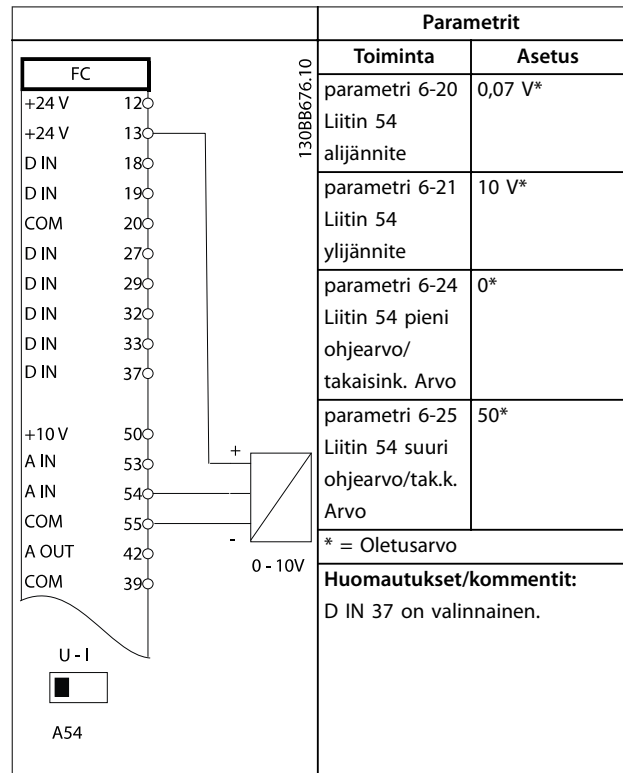 Parametrit
Toiminta Asetus
parametri 6-20 0,07 V*
Liitin 54
alijännite
parametri 6-21 10 V*
Liitin 54
ylijännite
parametri 6-24 0*
Liitin 54 pieni
ohjearvo/
takaisink. Arvo
parametri 6-25 50*
Liitin 54 suuri
ohjearvo/tak.k.
Arvo
* = Oletusarvo
Huomautukset/kommentit:
D IN 37 on valinnainen.
FC
+24 V 12
+24 V 13
D IN 18
D IN 19
COM 20
D IN 27
D IN 29
D IN 32
D IN 33
D IN 37
+10 V 50
A IN 53
A IN 54
COM 55
A OUT 42
COM 39
+
-
0 - 10V
U - I
A54
130BB676.10